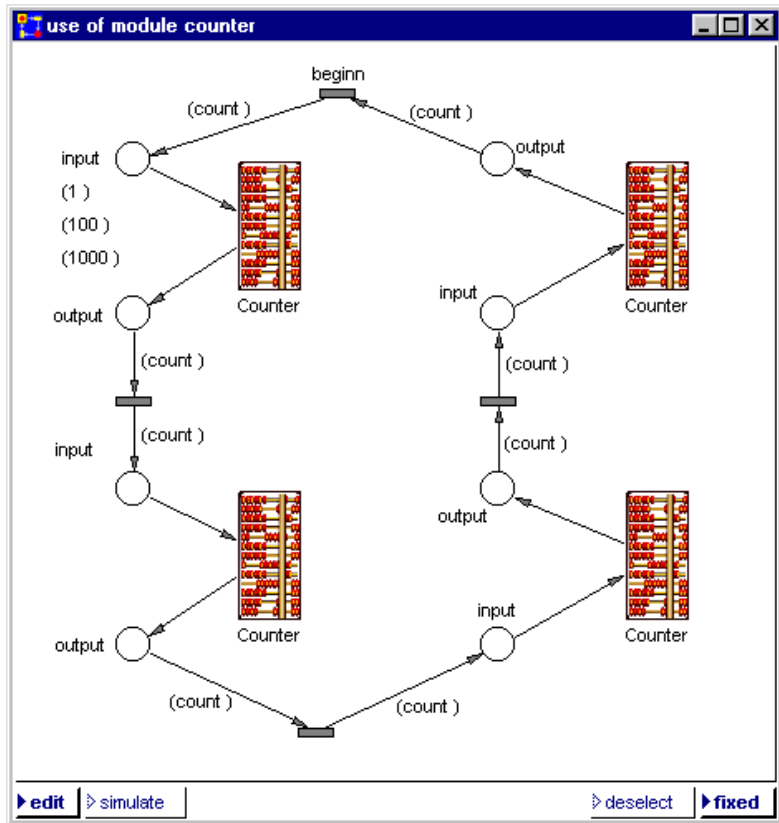 use of module counter
beginn
(count )
(count )
input
output
(1 )
(100 )
(1000 )
Counter
Counter
input
output
(count )
(count )
(count )
(count )
input
output
input
output
Counter
Counter
(count )
(count )
edit
simulate
deselect
fixed